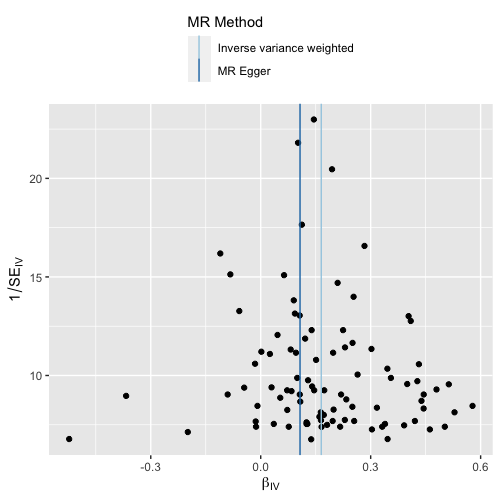 MR Method
Inverse variance weighted
MR Egger
20
15
10
1/SE_IV
-0.3
0.0
0.3
0.6
β_IV